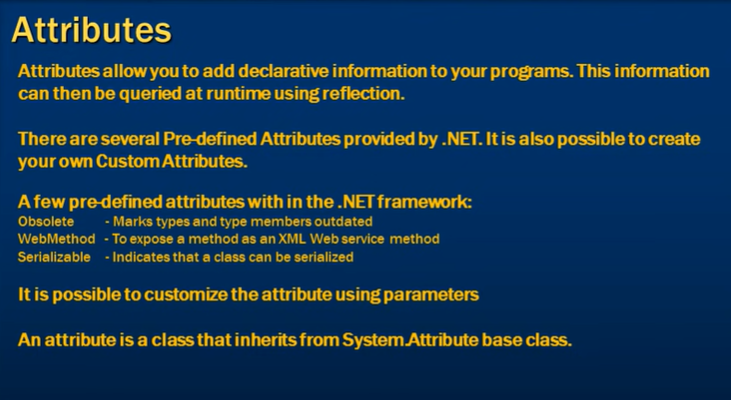 Attributes
Attributes allow you to add declarative information to your programs. This information
can then be queried at runtime using reflection.
There are several Pre-defined Attributes provided by .NET. It is also possible to create
your own Custom Attributes.
A few pre-defined attributes with in the .NET framework:
Obsolete - Marks types and type members outdated
WebMethod - To expose a method as an XML Web service method
Serializable - Indicates that a class can be serialized
It is possible to customize the attribute using parameters
An attribute is a class that inherits from System.Attribute base class.